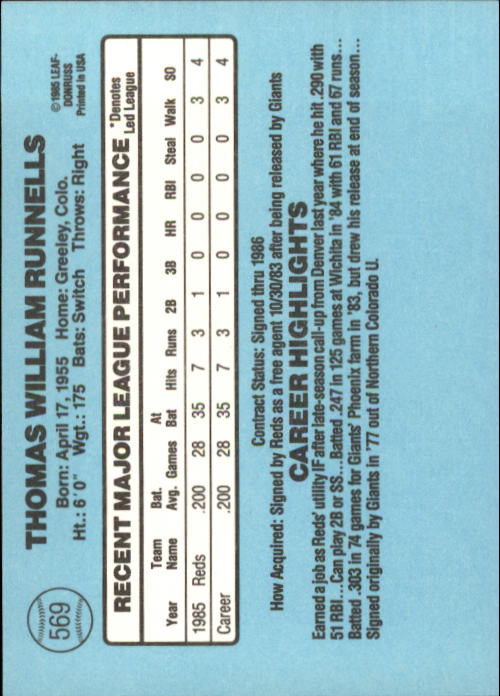 569
THOMAS WILLIAM RUNNELLS
© 1985 LEAF-
DONRUSS
Printed in USA
Born: April 17, 1955 Home: Greeley, Colo.
Ht.: 6'0" Wgt.: 175 Bats: Switch Throws: Right
RECENT MAJOR LEAGUE PERFORMANCE
*Denotes
Led League
Team Bat. At
Year Name Avg. Games Bat Hits Runs 2B 3B HR RBI Steal Walk SO
1985 Reds .200 28 35 7 3 1 0 0 0 0 3 4
Career .200 28 35 7 3 1 0 0 0 0 3 4
Contract Status: Signed thru 1986
How Acquired: Signed by Reds as a free agent 10/30/83 after being released by Giants
CAREER HIGHLIGHTS
Earned a job as Reds' utility IF after late-season call-up from Denver last year where he hit .290 with
51 RBI...Can play 2B or SS...Batted .247 in 125 games at Wichita in '84 with 61 RBI and 67 runs...
Batted .303 in 74 games for Giants' Phoenix farm in '83, but drew his release at end of season...
Signed originally by Giants in '77 out of Northern Colorado U.